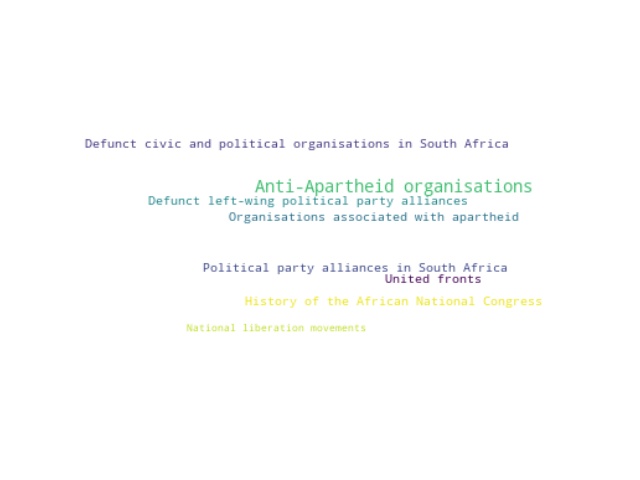 Defunct civic and political organisations in South Africa
Anti-Apartheid organisations
Defunct left-wing political party alliances
Organisations associated with apartheid
Political party alliances in South Africa
United fronts
History of the African National Congress
National liberation movements